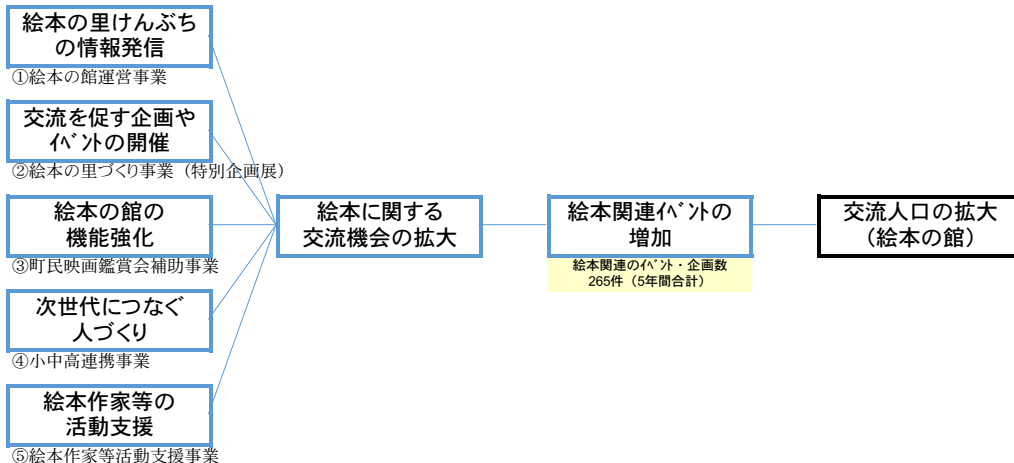 絵本の里けんぶち
の情報発信
①絵本の館運営事業
交流を促す企画や
ｲﾍﾞﾝﾄの開催
②絵本の里づくり事業（特別企画展）
絵本の館の
機能強化
③町民映画鑑賞会補助事業
次世代につなぐ
人づくり
④小中高連携事業
絵本作家等の
活動支援
⑤絵本作家等活動支援事業
絵本に関する
交流機会の拡大
絵本関連ｲﾍﾞﾝﾄの
増加
絵本関連のｲﾍﾞﾝﾄ・企画数
265件（5年間合計）
交流人口の拡大
（絵本の館）